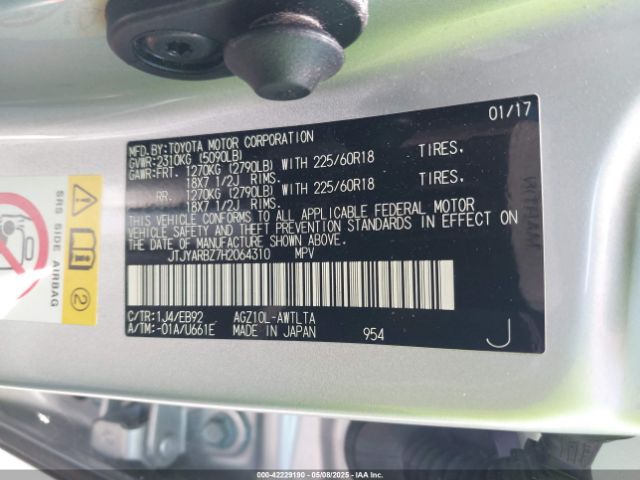 01/17
MFD.BY:TOYOTA MOTOR CORPORATION
GVWR:2310KG (5090LB)
GAWR:FRT. 1270KG (2790LB) WITH 225/60R18 TIRES.
18X7 1/2J RIMS.
RR. 1270KG (2790LB) WITH 225/60R18 TIRES.
18X7 1/2J RIMS.
THIS VEHICLE CONFORMS TO ALL APPLICABLE FEDERAL MOTOR
VEHICLE SAFETY AND THEFT PREVENTION STANDARDS IN EFFECT ON
THE DATE OF MANUFACTURE SHOWN ABOVE.
JTJYARBZ7H2064310 MPV
C/TR:1J4/EB92 AGZ10L-AWTLTA
A/TM:-01A/U661E MADE IN JAPAN 954 J
SRS SIDE AIRBAG
2
000-42229190 - 05/08/2025 - IAAI.COM